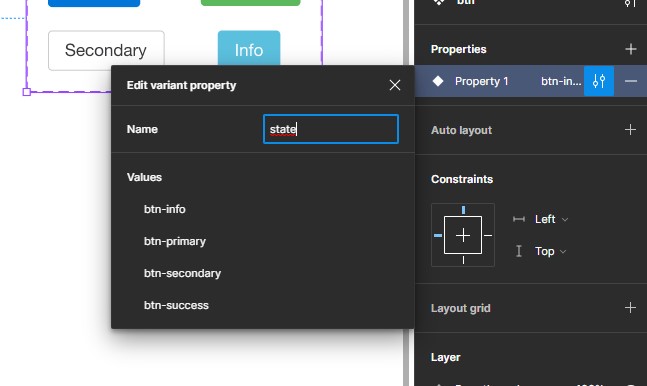 btn
Secondary
Info
Properties
Edit variant property
Property 1
btn-in...
Name
state
Auto layout
Values
Constraints
btn-info
Left
btn-primary
Top
btn-secondary
btn-success
Layout grid
Layer